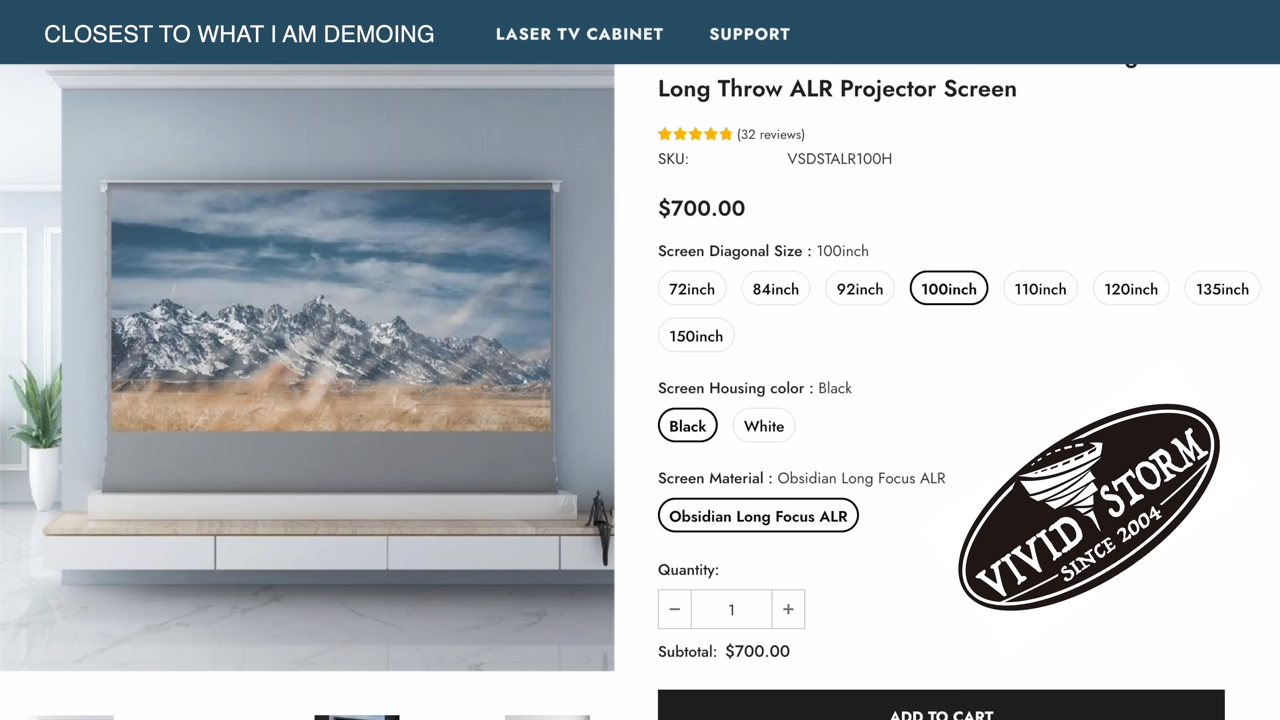 CLOSEST TO WHAT I AM DEMOING
LASER TV CABINET
SUPPORT
Long Throw ALR Projector Screen
(32 reviews)
SKU: VSDSTALR100H
$700.00
Screen Diagonal Size : 100inch
72inch 84inch 92inch 100inch 110inch 120inch 135inch
150inch
Screen Housing color : Black
Black White
Screen Material : Obsidian Long Focus ALR
Obsidian Long Focus ALR
VIVID STORM
SINCE 2004
Quantity:
− 1 +
Subtotal: $700.00
ADD TO CART